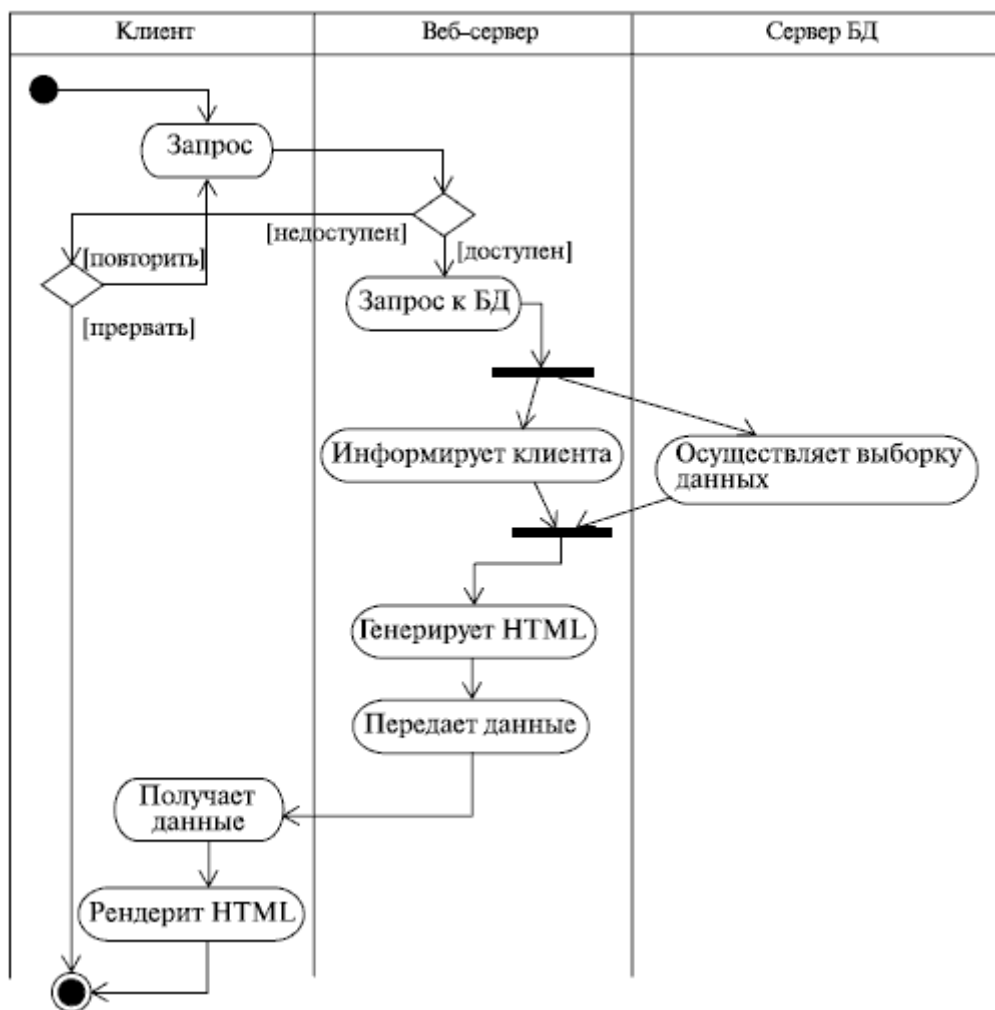 Клиент
Веб-сервер
Сервер БД
Запрос
[недоступен]
[повторить]
[доступен]
Запрос к БД
[прервать]
Информирует клиента
Осуществляет выборку
данных
Генерирует HTML
Передает данные
Получает
данные
Рендерит HTML